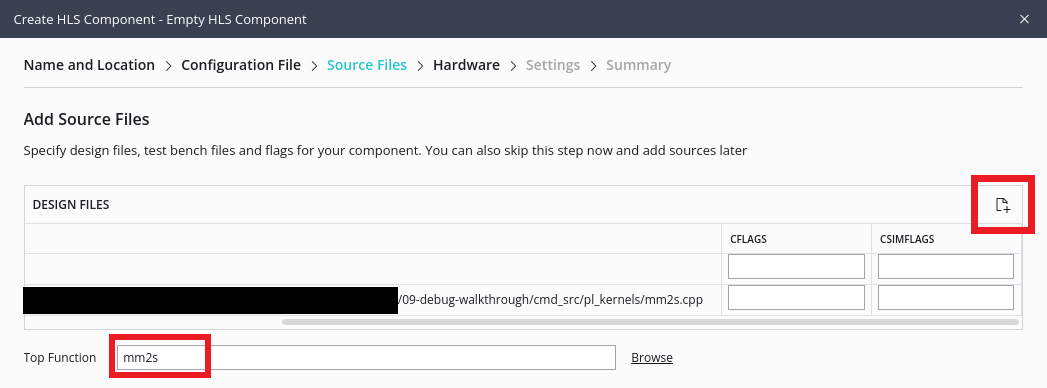 Create HLS Component - Empty HLS Component
Name and Location > Configuration File > Source Files > Hardware > Settings > Summary
Add Source Files
Specify design files, test bench files and flags for your component. You can also skip this step now and add sources later
DESIGN FILES
CFLAGS CSIMFLAGS
/09-debug-walkthrough/cmd_src/pl_kernels/mm2s.cpp
Top Function mm2s Browse